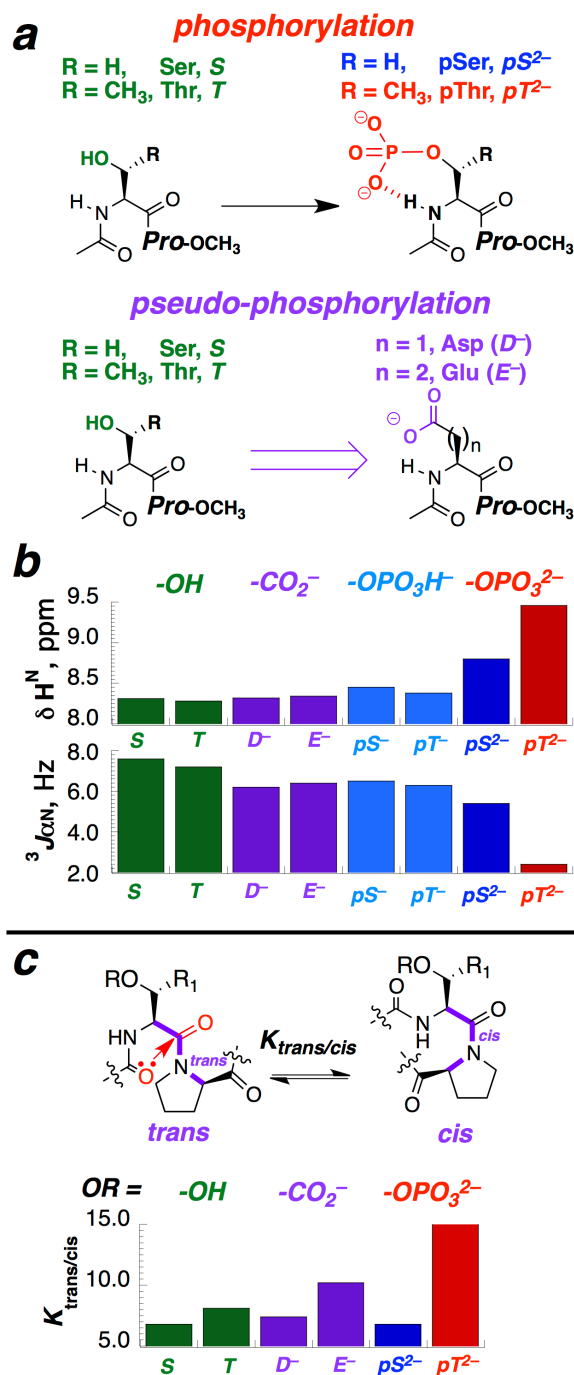 a
phosphorylation
R = H, Ser, S
R = CH3, Thr, T
R = H, pSer, pS2–
R = CH3, pThr, pT2–
HO R
H N O
O
Pro-OCH3
⊖ O
O=P O R
O
⊖ H N O
O
Pro-OCH3
pseudo-phosphorylation
R = H, Ser, S
R = CH3, Thr, T
n = 1, Asp (D–)
n = 2, Glu (E–)
HO R
H N O
O
Pro-OCH3
⊖ O
O ( )n
H N O
O
Pro-OCH3
b
-OH -CO2– -OPO3H– -OPO32–
δ HN, ppm
9.5
9.0
8.5
8.0
S T D– E– pS– pT– pS2– pT2–
3JαN, Hz
8.0
6.0
4.0
2.0
S T D– E– pS– pT– pS2– pT2–
c
RO R1
HN O
O N trans
O
trans
Ktrans/cis
RO R1
O N H O
cis
N
O
cis
OR = -OH -CO2– -OPO32–
Ktrans/cis
15.0
10.0
5.0
S T D– E– pS2– pT2–